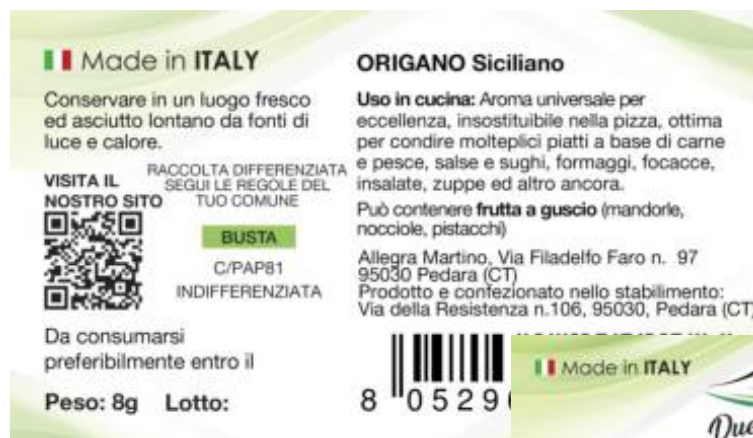 Made in ITALY
Conservare in un luogo fresco
ed asciutto lontano da fonti di
luce e calore.
VISITA IL
NOSTRO SITO
RACCOLTA DIFFERENZIATA
SEGUI LE REGOLE DEL
TUO COMUNE
BUSTA
C/PAP81
INDIFFERENZIATA
Da consumarsi
preferibilmente entro il
Peso: 8g Lotto:
ORIGANO Siciliano
Uso in cucina: Aroma universale per
eccellenza, insostituibile nella pizza, ottima
per condire molteplici piatti a base di carne
e pesce, salse e sughi, formaggi, focacce,
insalate, zuppe ed altro ancora.
Può contenere frutta a guscio (mandorle,
nocciole, pistacchi)
Allegra Martino, Via Filadelfo Faro n. 97
95030 Pedara (CT)
Prodotto e confezionato nello stabilimento:
Via della Resistenza n.106, 95030, Pedara (CT)
8 05290
Made in ITALY